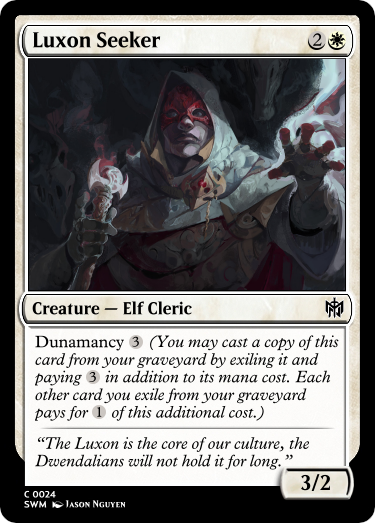 Luxon Seeker 2
Creature — Elf Cleric
Dunamancy 3 (You may cast a copy of this
card from your graveyard by exiling it and
paying 3 in addition to its mana cost. Each
other card you exile from your graveyard
pays for 1 of this additional cost.)
“The Luxon is the core of our culture, the
Dwendalians will not hold it for long.”
3/2
C 0024
SWM Jason Nguyen